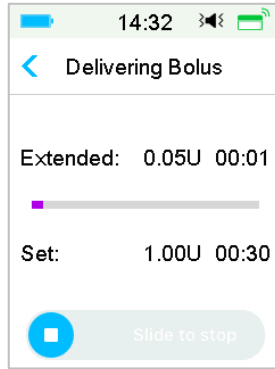 14:32
Delivering Bolus
Extended: 0.05U 00:01
Set: 1.00U 00:30
Slide to stop